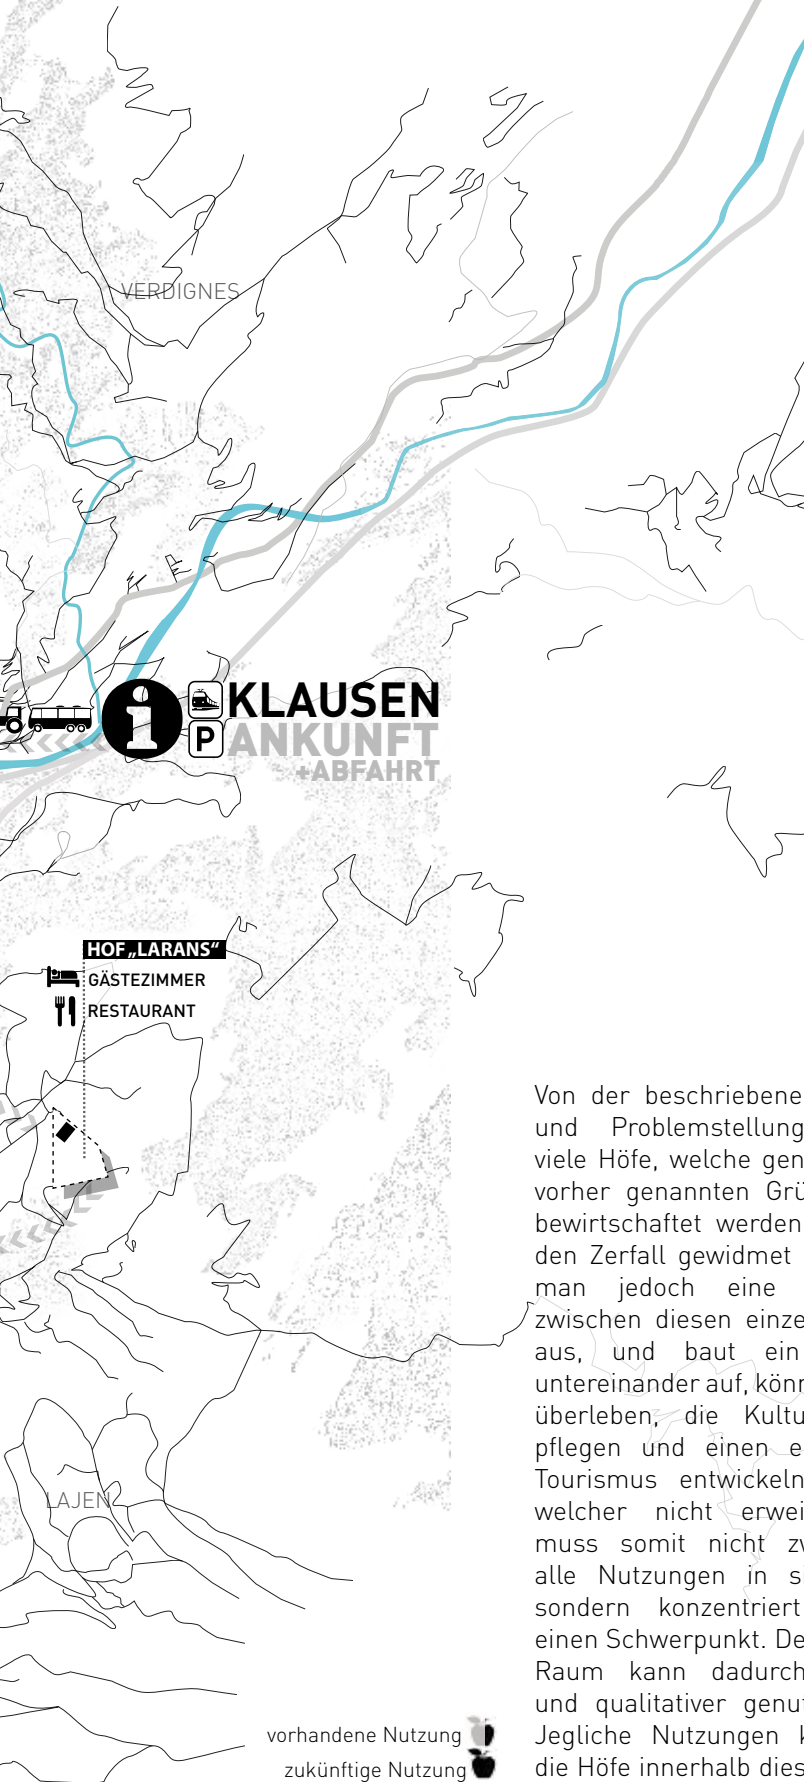 VERDIGNES
i
KLAUSEN
P
ANKUNFT
+ABFAHRT
HOF „LARANS“
GÄSTEZIMMER
RESTAURANT
LAJEN
vorhandene Nutzung
zukünftige Nutzung
Von der beschriebene
und Problemstellung
viele Höfe, welche gen
vorher genannten Grü
bewirtschaftet werden
den Zerfall gewidmet
man jedoch eine
zwischen diesen einze
aus, und baut ein
untereinander auf, könn
überleben, die Kultu
pflegen und einen e
Tourismus entwickeln
welcher nicht erwei
muss somit nicht zw
alle Nutzungen in si
sondern konzentriert
einen Schwerpunkt. De
Raum kann dadurch
und qualitativer genut
Jegliche Nutzungen k
die Höfe innerhalb dies